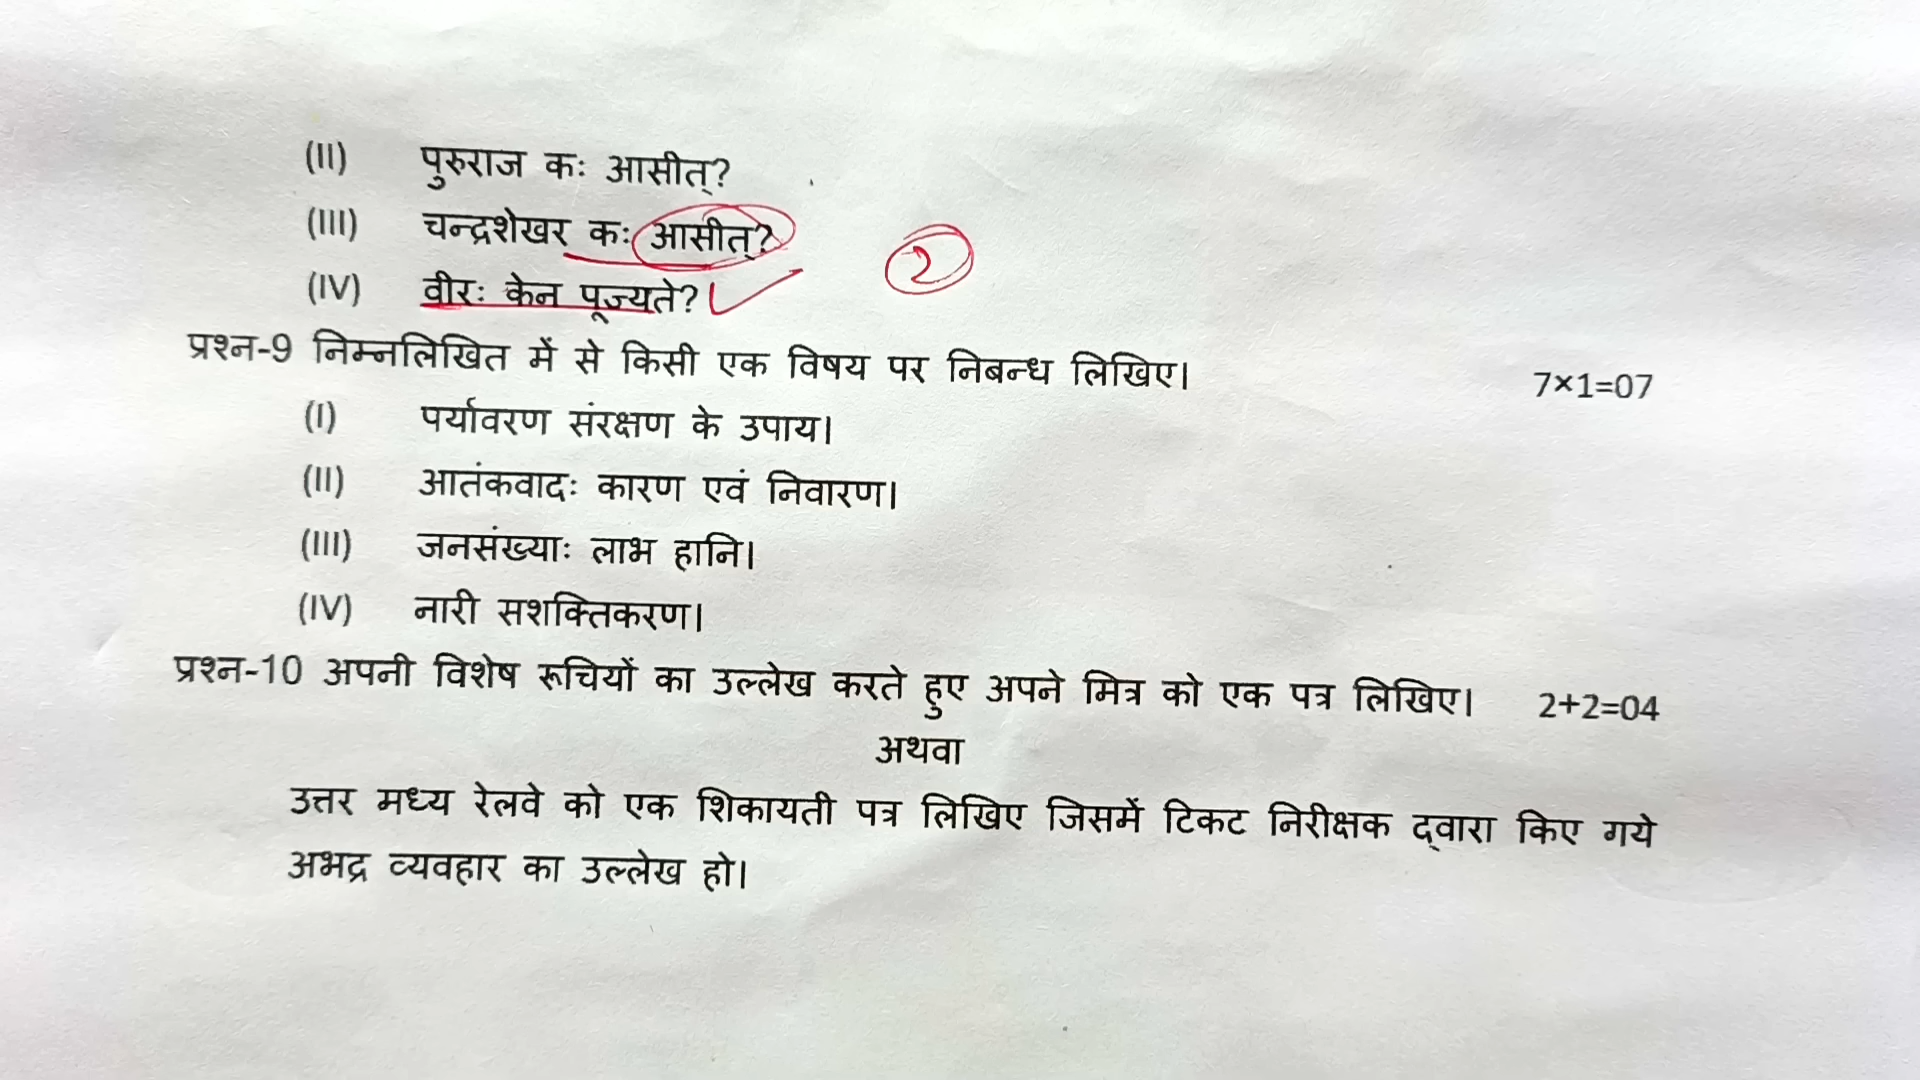 (II) पुरुराज कः आसीत्?
(III) चन्द्रशेखर कः आसीत्?
2
(IV) वीरः केन पूज्यते?
प्रश्न-9 निम्नलिखित में से किसी एक विषय पर निबन्ध लिखिए। 7×1=07
(I) पर्यावरण संरक्षण के उपाय।
(II) आतंकवादः कारण एवं निवारण।
(III) जनसंख्याः लाभ हानि।
(IV) नारी सशक्तिकरण।
प्रश्न-10 अपनी विशेष रूचियों का उल्लेख करते हुए अपने मित्र को एक पत्र लिखिए। 2+2=04
अथवा
उत्तर मध्य रेलवे को एक शिकायती पत्र लिखिए जिसमें टिकट निरीक्षक द्वारा किए गये
अभद्र व्यवहार का उल्लेख हो।